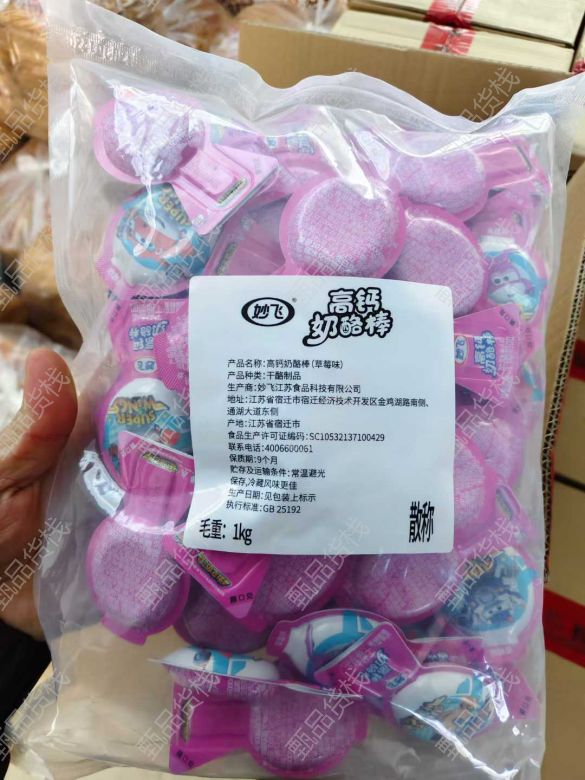 妙飞
高钙
奶酪棒
产品名称:高钙奶酪棒(草莓味)
产品种类:干酪制品
生产商:妙飞江苏食品科技有限公司
地址:江苏省宿迁市宿迁经济技术开发区金鸡湖路南侧、
通湖大道东侧
产地:江苏省宿迁市
食品生产许可证编码:SC10532137100429
联系电话:4006600061
保质期:9个月
贮存及运输条件:常温避光
保存,冷藏风味更佳
生产日期:见包装上标示
执行标准:GB 25192
毛重:1kg
散称
SUPER
WINGS
甄品货栈